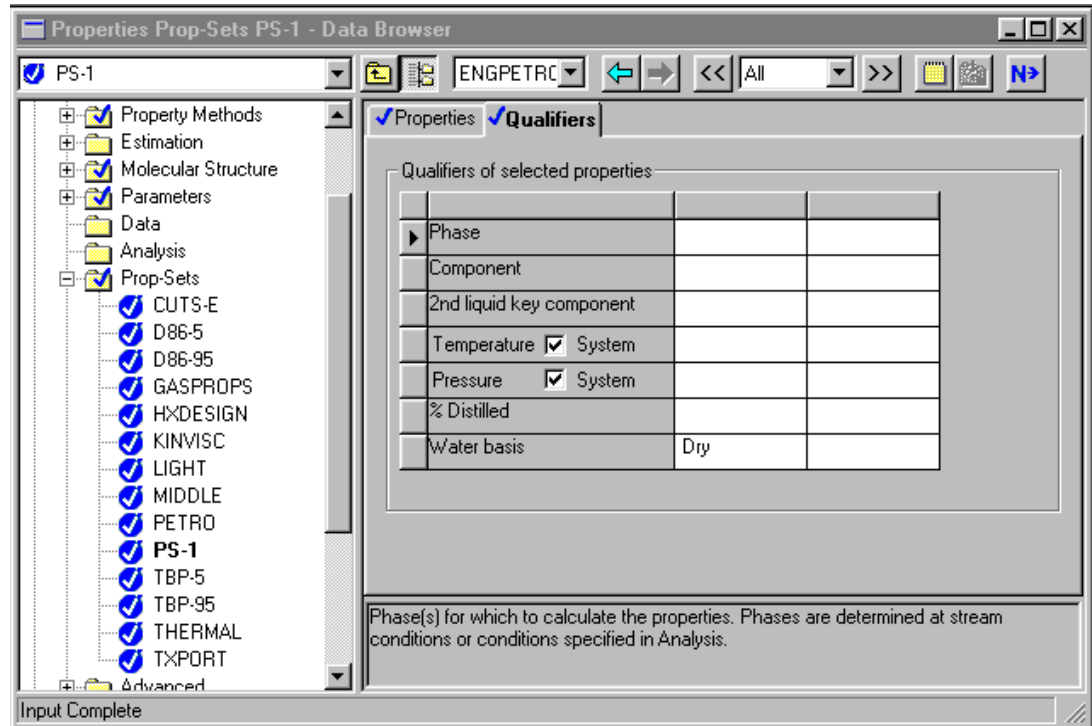 Properties Prop-Sets PS-1 - Data Browser
PS-1
ENGPETRO
<<
All
>>
N
Property Methods
Estimation
Molecular Structure
Parameters
Data
Analysis
Prop-Sets
CUTS-E
D86-5
D86-95
GASPROPS
HXDESIGN
KINVISC
LIGHT
MIDDLE
PETRO
PS-1
TBP-5
TBP-95
THERMAL
TXPORT
Advanced
Properties Qualifiers
Qualifiers of selected properties
Phase
Component
2nd liquid key component
Temperature System
Pressure System
% Distilled
Water basis Dry
Phase(s) for which to calculate the properties. Phases are determined at stream
conditions or conditions specified in Analysis.
Input Complete